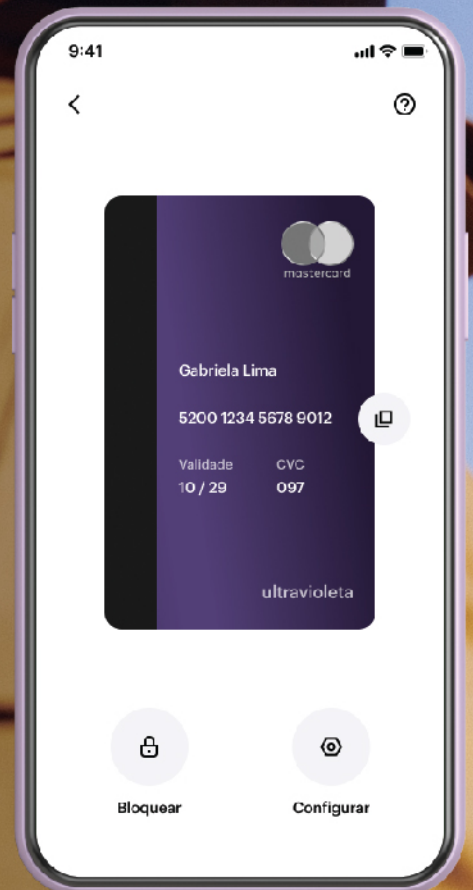 9:41
mastercard
Gabriela Lima
5200 1234 5678 9012
Validade CVC
10 / 29 097
ultravioleta
Bloquear Configurar